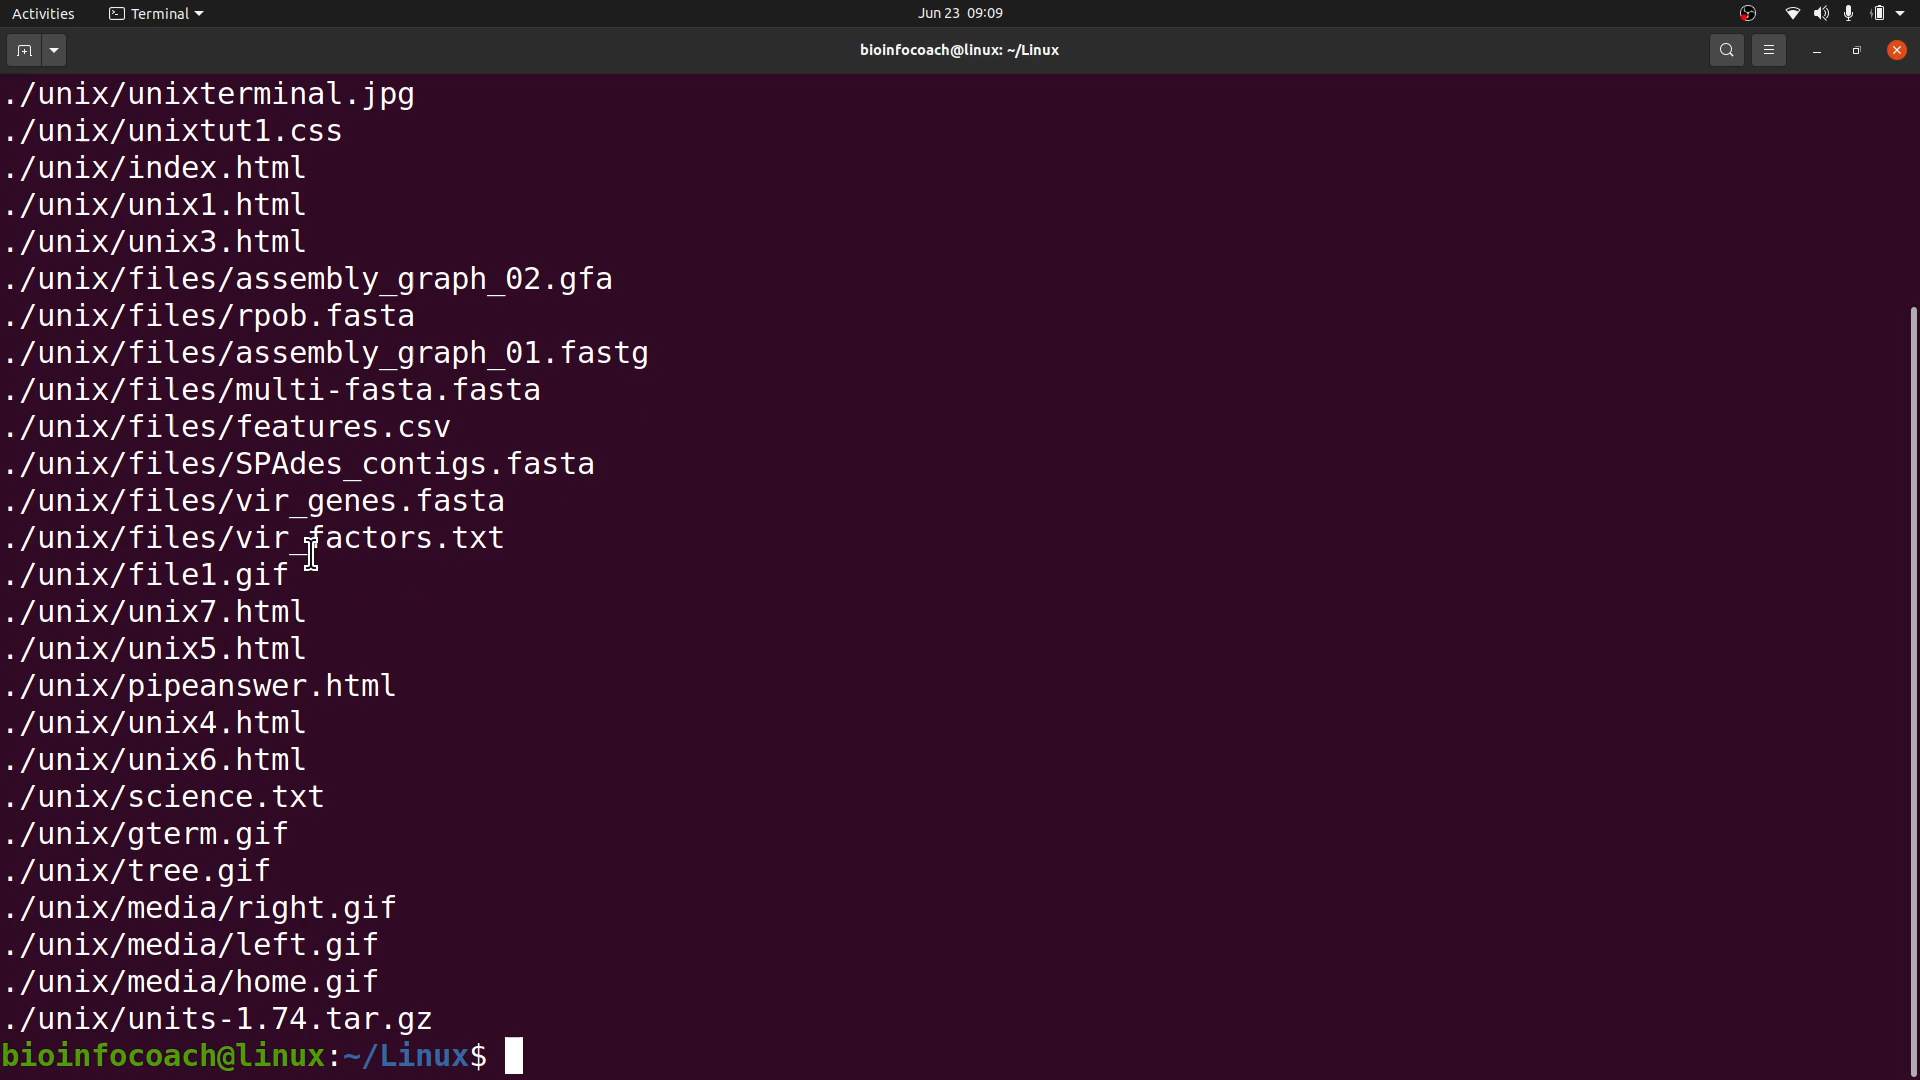 Activities Terminal Jun 23 09:09
bioinfocoach@linux: ~/Linux
./unix/unixterminal.jpg
./unix/unixtut1.css
./unix/index.html
./unix/unix1.html
./unix/unix3.html
./unix/files/assembly_graph_02.gfa
./unix/files/rpob.fasta
./unix/files/assembly_graph_01.fastg
./unix/files/multi-fasta.fasta
./unix/files/features.csv
./unix/files/SPAdes_contigs.fasta
./unix/files/vir_genes.fasta
./unix/files/vir_factors.txt
./unix/file1.gif
./unix/unix7.html
./unix/unix5.html
./unix/pipeanswer.html
./unix/unix4.html
./unix/unix6.html
./unix/science.txt
./unix/gterm.gif
./unix/tree.gif
./unix/media/right.gif
./unix/media/left.gif
./unix/media/home.gif
./unix/units-1.74.tar.gz
bioinfocoach@linux:~/Linux$